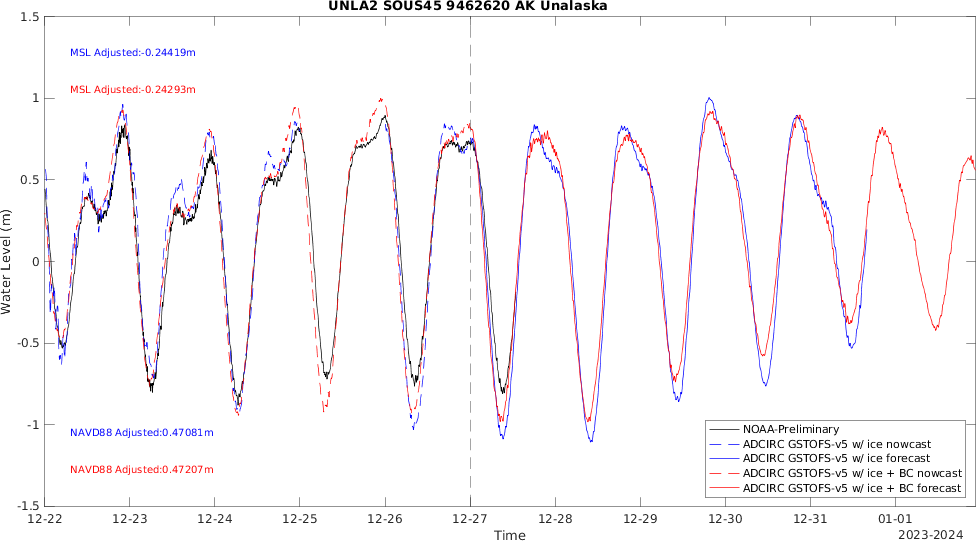 UNLA2 SOUS45 9462620 AK Unalaska
1.5
MSL Adjusted:-0.24419m
MSL Adjusted:-0.24293m
1
0.5
0
-0.5
-1
-1.5
Water Level (m)
NAVD88 Adjusted:0.47081m
NAVD88 Adjusted:0.47207m
NOAA-Preliminary
ADCIRC GSTOFS-v5 w/ ice nowcast
ADCIRC GSTOFS-v5 w/ ice forecast
ADCIRC GSTOFS-v5 w/ ice + BC nowcast
ADCIRC GSTOFS-v5 w/ ice + BC forecast
12-22 12-23 12-24 12-25 12-26 12-27 12-28 12-29 12-30 12-31 01-01
Time
2023-2024